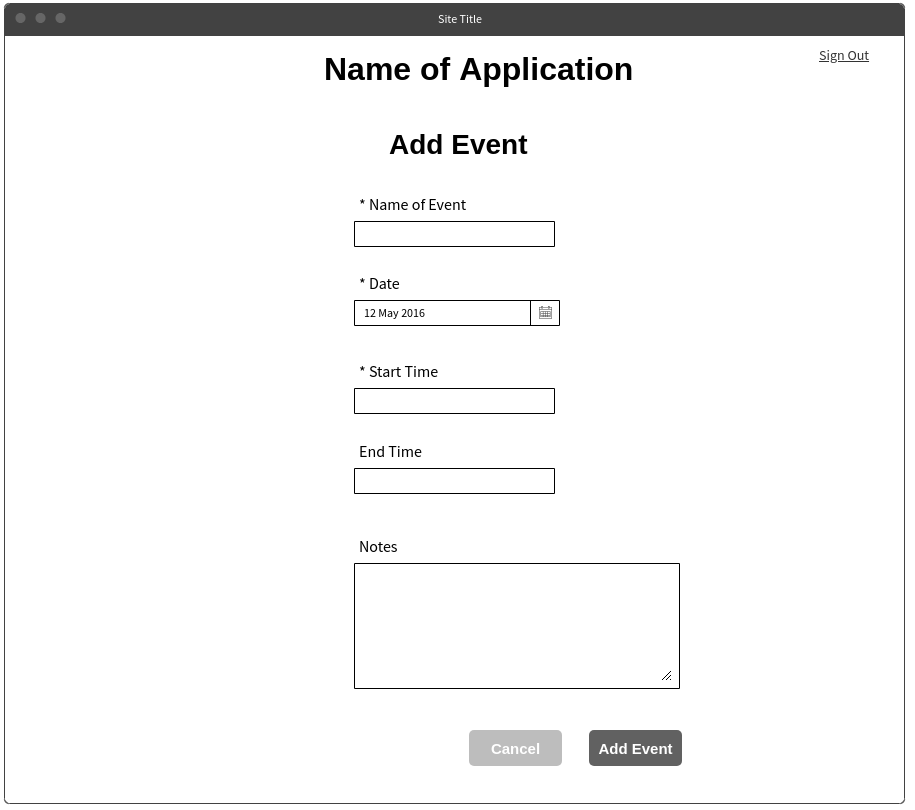 Site Title
Sign Out
Name of Application
Add Event
* Name of Event
* Date
12 May 2016
* Start Time
End Time
Notes
Cancel
Add Event